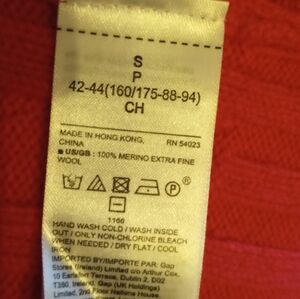 S
P
42-44(160/175-88-94)
CH
MADE IN HONG KONG,
CHINA
RN 54023
■ US/GB : 100% MERINO EXTRA FINE
WOOL
P
1166
HAND WASH COLD / WASH INSIDE
OUT / ONLY NON-CHLORINE BLEACH
WHEN NEEDED / DRY FLAT / COOL
IRON
IMPORTED BY/IMPORTE PAR: Gap
Stores (Ireland) Limited c/o Arthur Cox,
10 Earlsfort Terrace, Dublin 2, D02
T380, Ireland. Gap (UK Holdings)
Limited, 2nd Floor Nations House